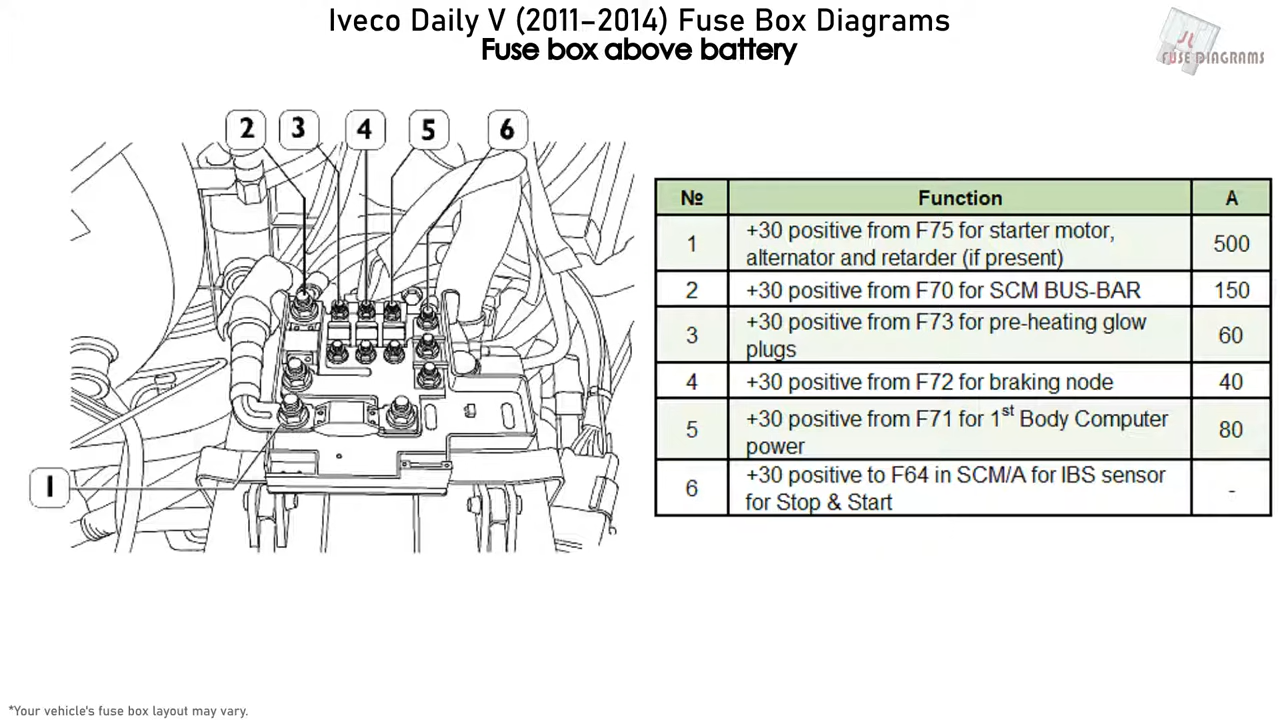 Iveco Daily V (2011–2014) Fuse Box Diagrams
Fuse box above battery
JL
FUSE DIAGRAMS
2 3 4 5 6
1
№ Function A
1 +30 positive from F75 for starter motor,
alternator and retarder (if present) 500
2 +30 positive from F70 for SCM BUS-BAR 150
3 +30 positive from F73 for pre-heating glow
plugs 60
4 +30 positive from F72 for braking node 40
5 +30 positive from F71 for 1st Body Computer
power 80
6 +30 positive to F64 in SCM/A for IBS sensor
for Stop & Start -
*Your vehicle's fuse box layout may vary.